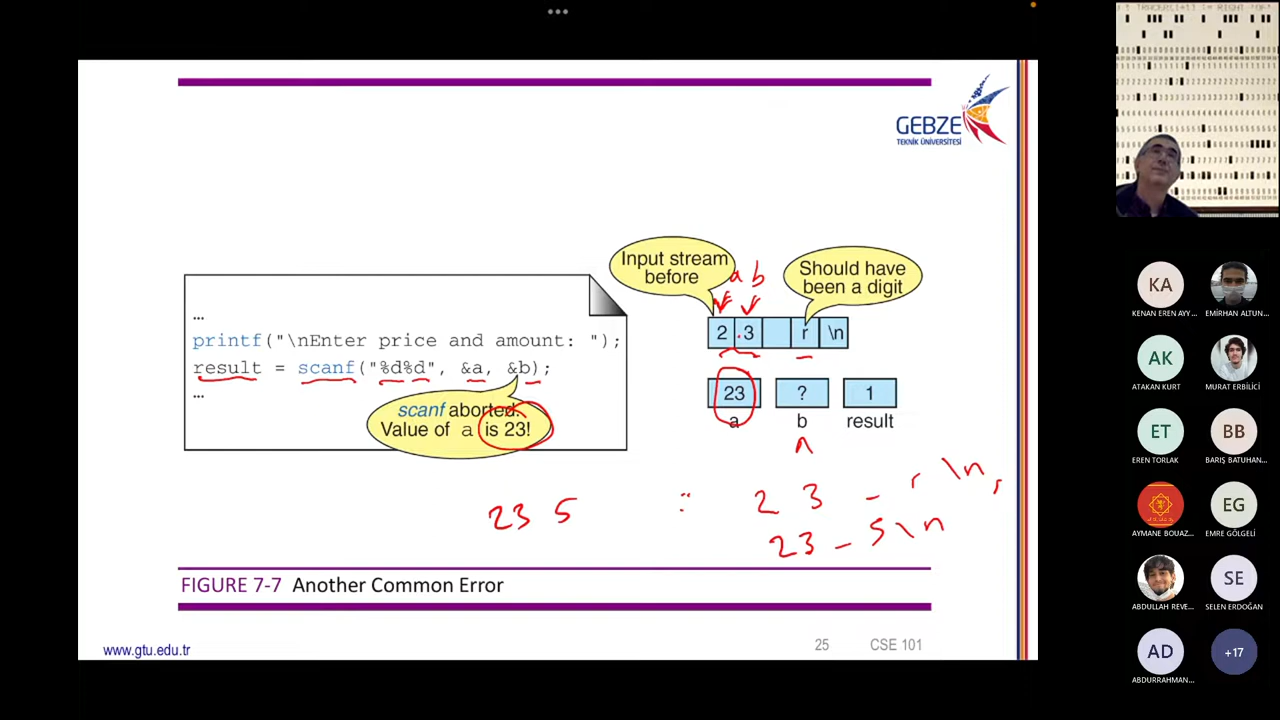 GEBZE
TEKNİK ÜNİVERSİTESİ
Input stream
before
a b
Should have
been a digit
2 .3 r \n
…
printf("\nEnter price and amount: ");
result = scanf("%d%d", &a, &b);
…
scanf aborted.
Value of a is 23!
23 ? 1
a b result
23 5 2 3 - r \n
23 - 5 \n
FIGURE 7-7 Another Common Error
www.gtu.edu.tr 25 CSE 101
KA
KENAN EREN AYY...
EMİRHAN ALTUN...
AK
ATAKAN KURT
MURAT ERBİLİCİ
ET
EREN TORLAK
BB
BARIŞ BATUHAN...
AYMANE BOUAZ...
EG
EMRE GÖLGELİ
ABDULLAH REVE...
SE
SELEN ERDOĞAN
AD
ABDURRAHMAN...
+17